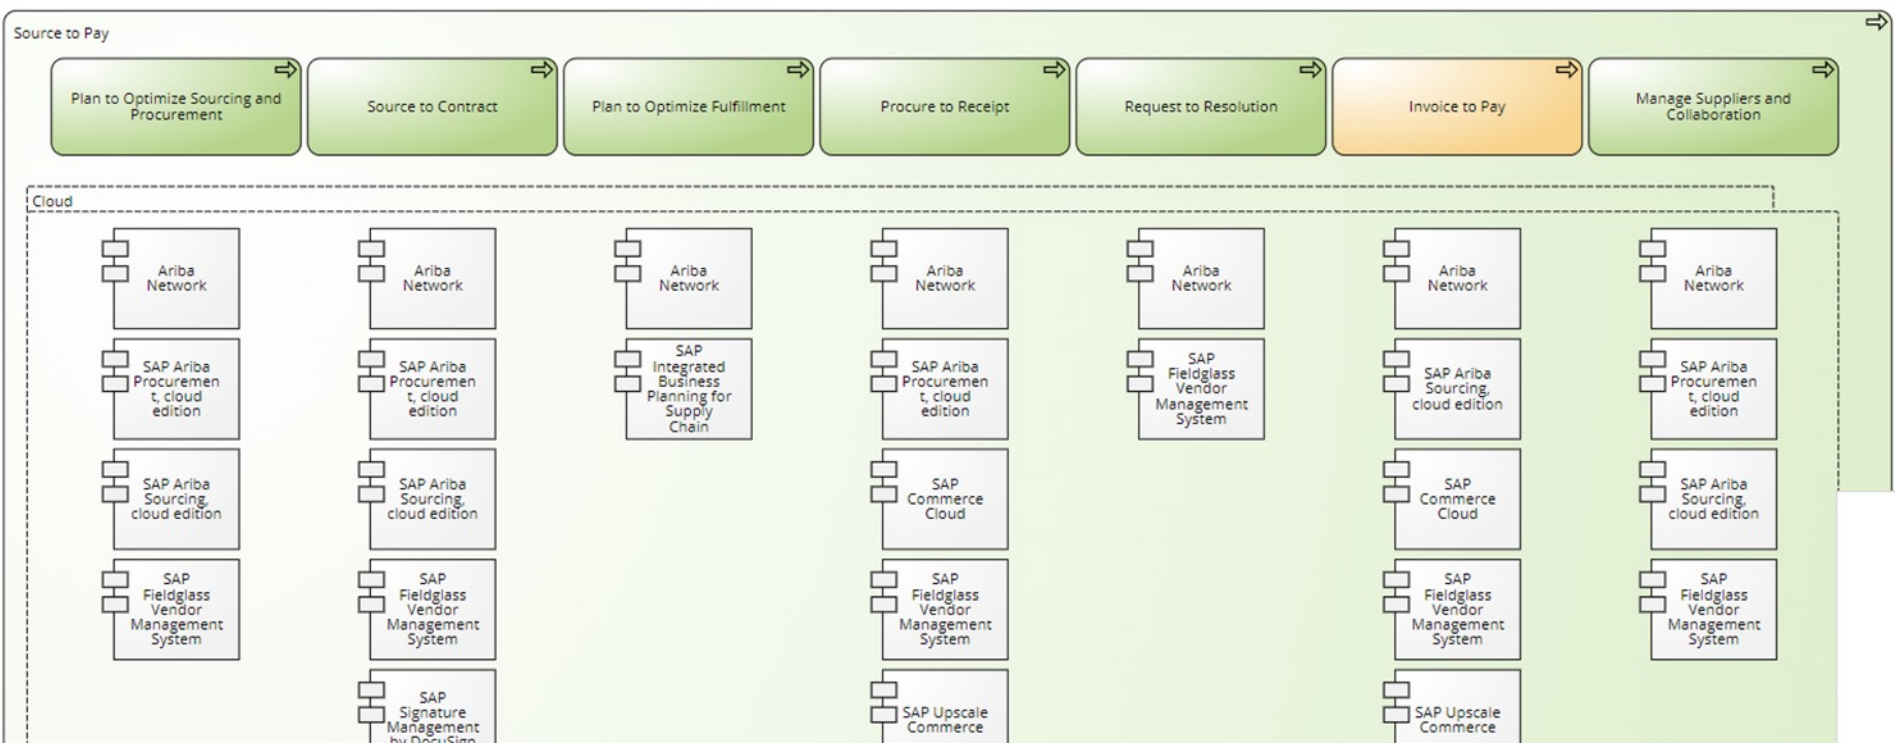 Source to Pay
Plan to Optimize Sourcing and
Procurement
Source to Contract
Plan to Optimize Fulfillment
Procure to Receipt
Request to Resolution
Invoice to Pay
Manage Suppliers and
Collaboration
Cloud
Ariba
Network
Ariba
Network
Ariba
Network
Ariba
Network
Ariba
Network
Ariba
Network
Ariba
Network
SAP Ariba
Procuremen
t, cloud
edition
SAP Ariba
Procuremen
t, cloud
edition
SAP
Integrated
Business
Planning for
Supply
Chain
SAP Ariba
Procuremen
t, cloud
edition
SAP
Fieldglass
Vendor
Management
System
SAP Ariba
Sourcing,
cloud edition
SAP Ariba
Procuremen
t, cloud
edition
SAP Ariba
Sourcing,
cloud edition
SAP Ariba
Sourcing,
cloud edition
SAP
Commerce
Cloud
SAP
Commerce
Cloud
SAP Ariba
Sourcing,
cloud edition
SAP
Fieldglass
Vendor
Management
System
SAP
Fieldglass
Vendor
Management
System
SAP
Fieldglass
Vendor
Management
System
SAP
Fieldglass
Vendor
Management
System
SAP
Fieldglass
Vendor
Management
System
SAP
Signature
Management
by DocuSign
SAP Upscale
Commerce
SAP Upscale
Commerce